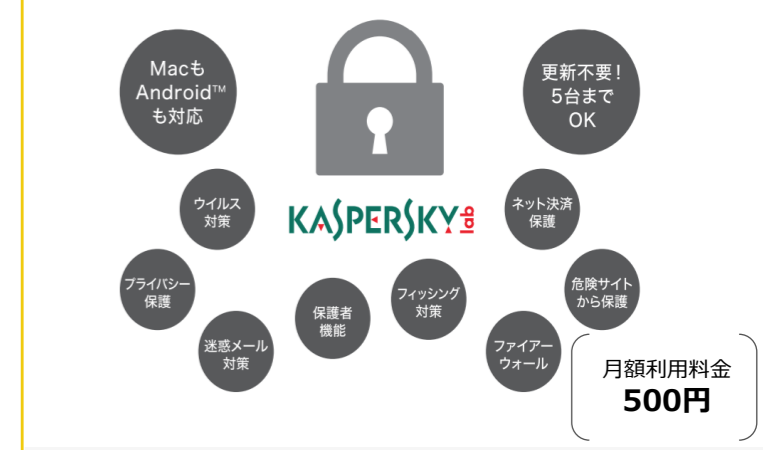 Macも
Android™
も対応
更新不要!
5台まで
OK
ウイルス
対策
KASPERSKY lab
ネット決済
保護
プライバシー
保護
保護者
機能
フィッシング
対策
危険サイト
から保護
迷惑メール
対策
ファイアー
ウォール
月額利用料金
500円